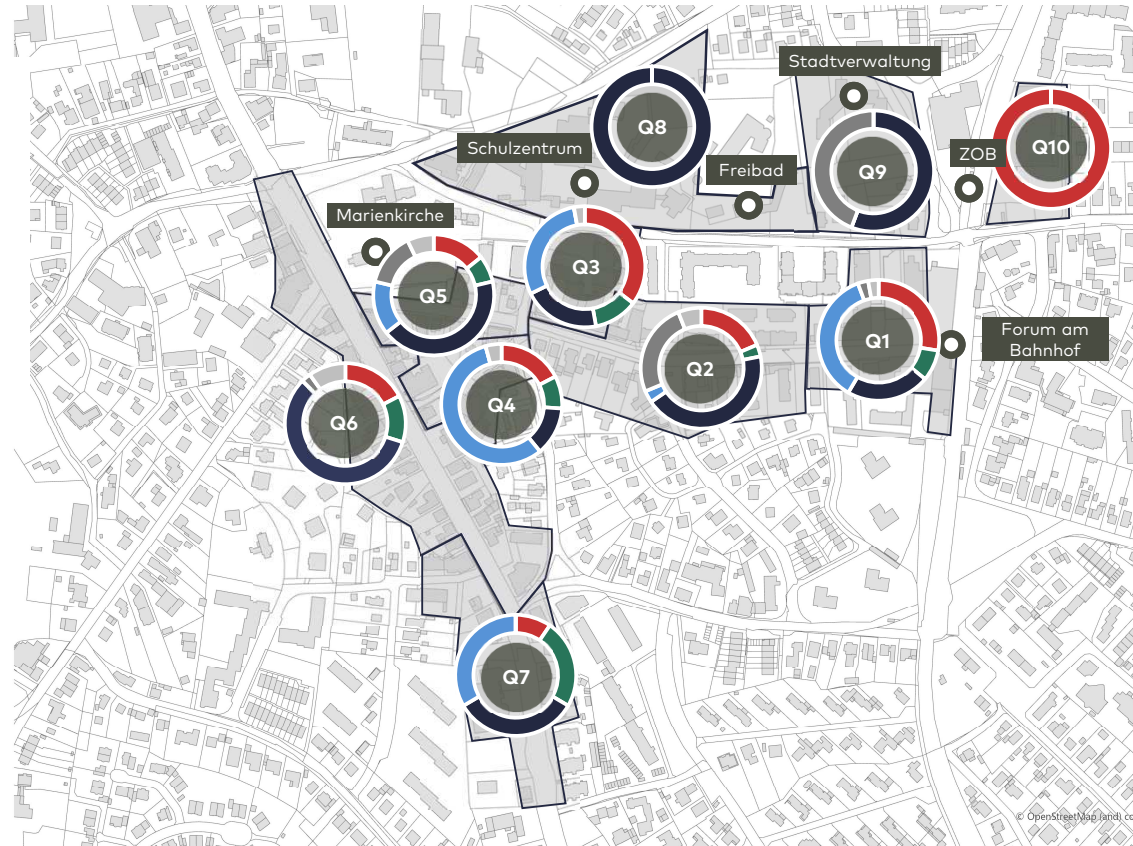 Stadtverwaltung
Q8
Q10
Schulzentrum
ZOB
Freibad
Q9
Marienkirche
Q3
Q5
Forum am
Bahnhof
Q1
Q2
Q4
Q6
Q7
© OpenStreetMap (and) co